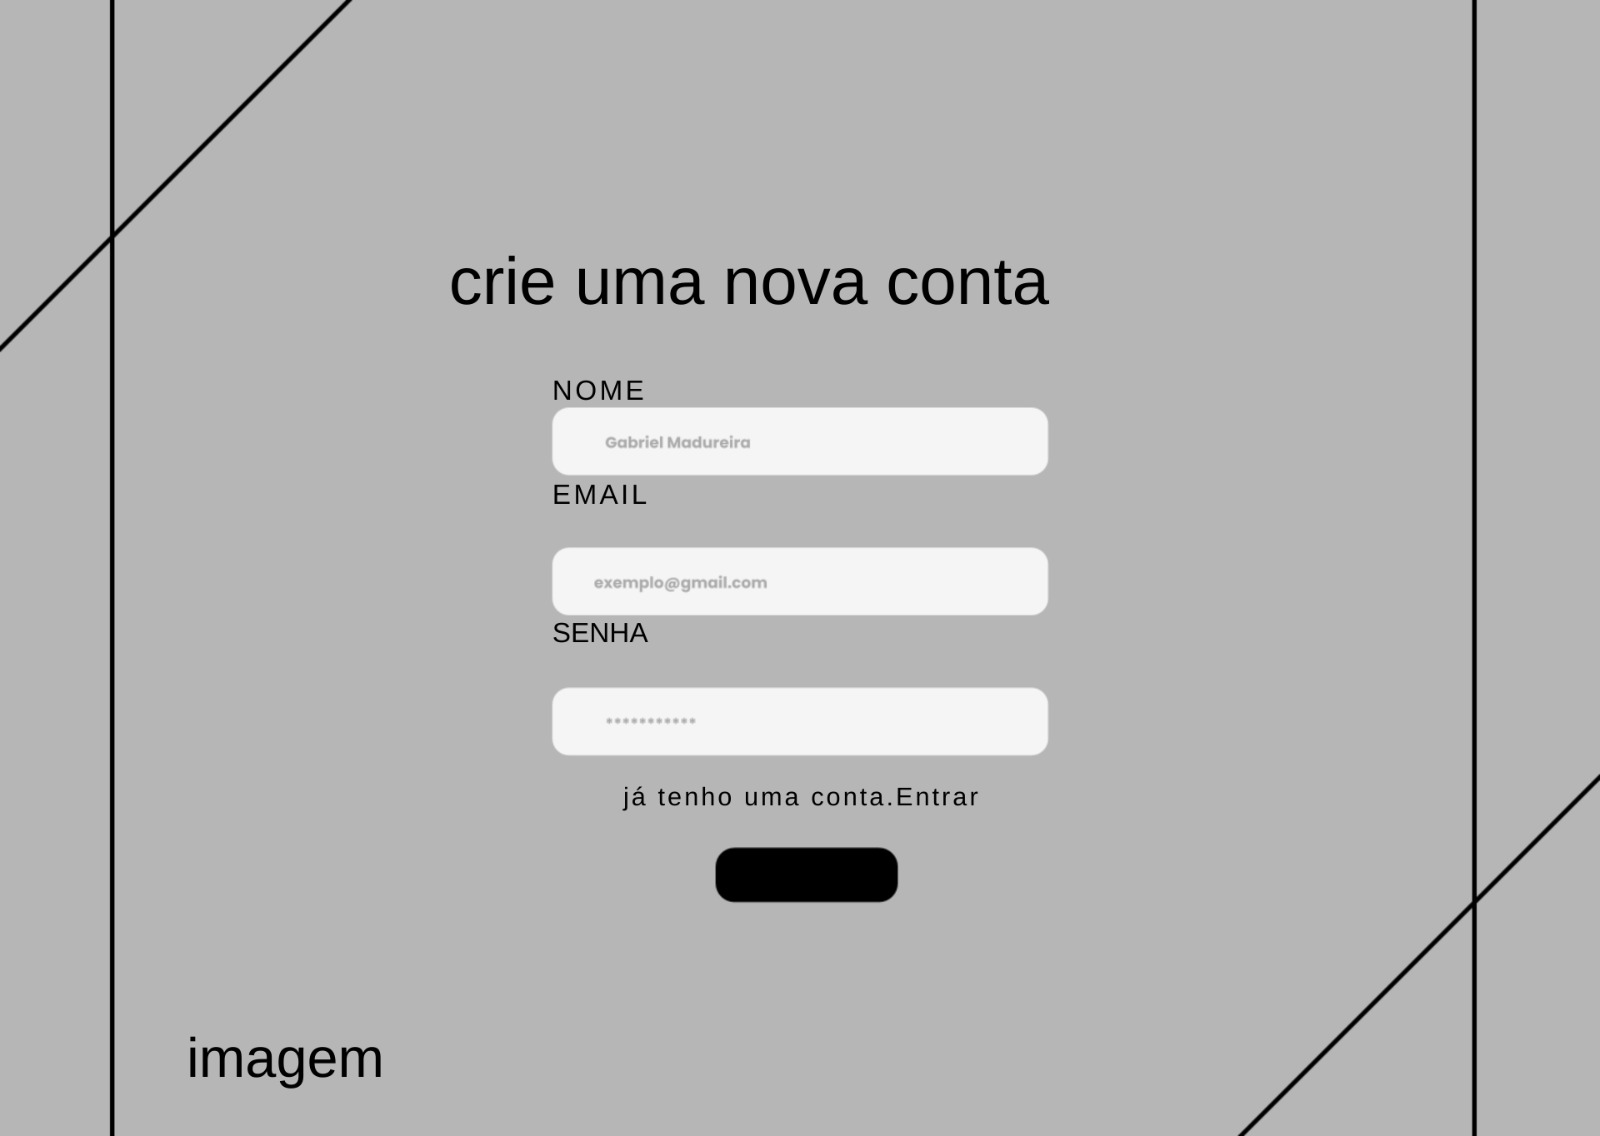 crie uma nova conta
NOME
Gabriel Madureira
EMAIL
exemplo@gmail.com
SENHA
•••••••••••
já tenho uma conta.Entrar
imagem